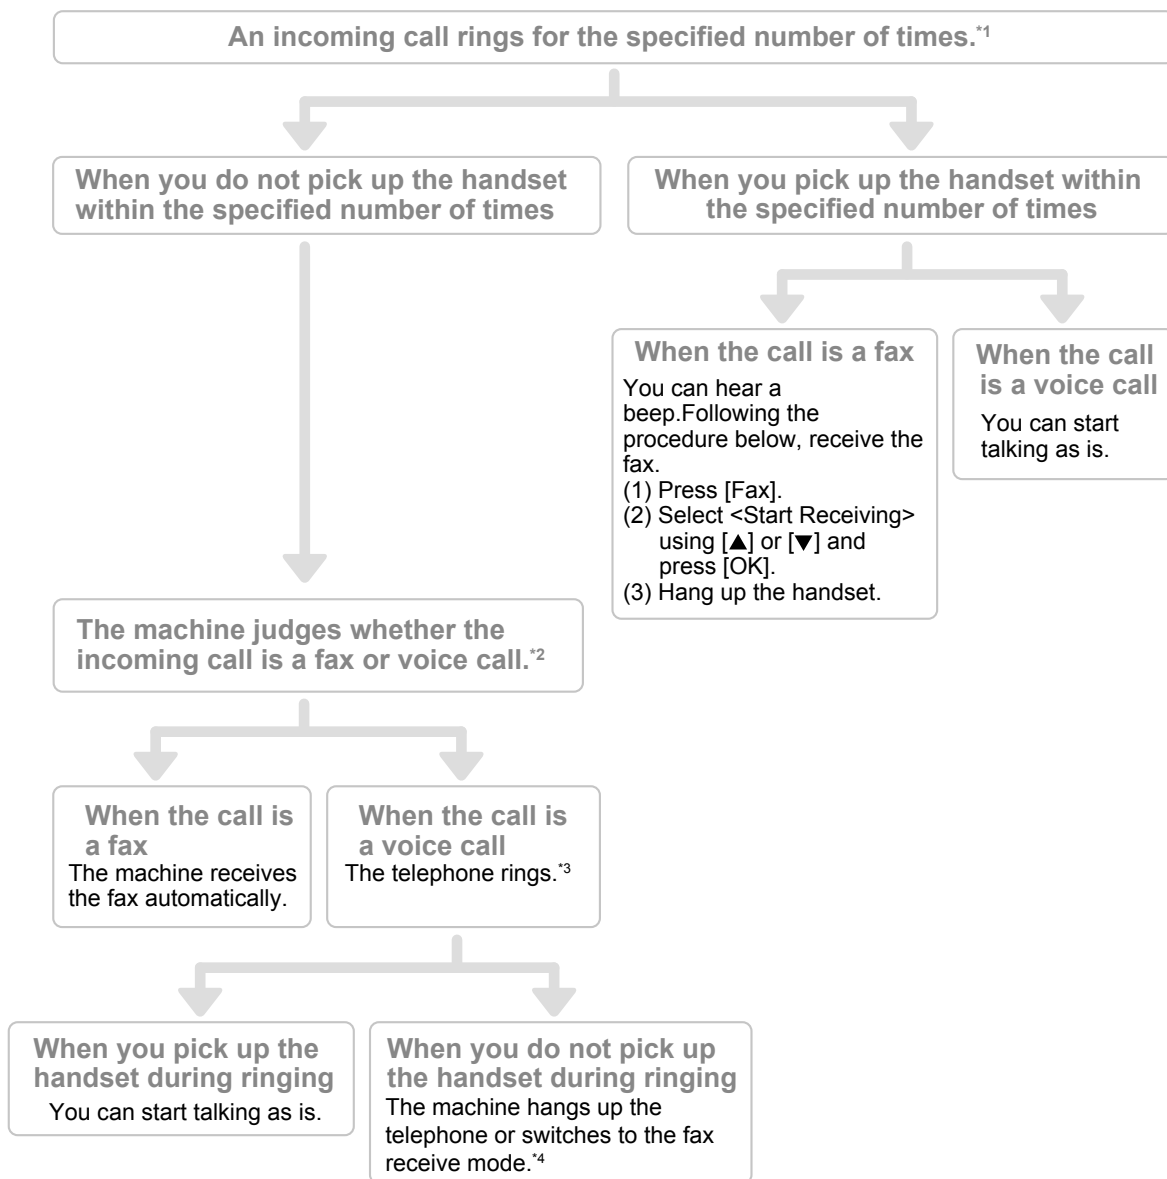 An incoming call rings for the specified number of times.*1
When you do not pick up the handset
within the specified number of times
When you pick up the handset within
the specified number of times
When the call is a fax
You can hear a
beep.Following the
procedure below, receive the
fax.
(1) Press [Fax].
(2) Select <Start Receiving>
using [▲] or [▼] and
press [OK].
(3) Hang up the handset.
When the call
is a voice call
You can start
talking as is.
The machine judges whether the
incoming call is a fax or voice call.*2
When the call is
a fax
The machine receives
the fax automatically.
When the call is
a voice call
The telephone rings.*3
When you pick up the
handset during ringing
You can start talking as is.
When you do not pick up
the handset during ringing
The machine hangs up the
telephone or switches to the fax
receive mode.*4